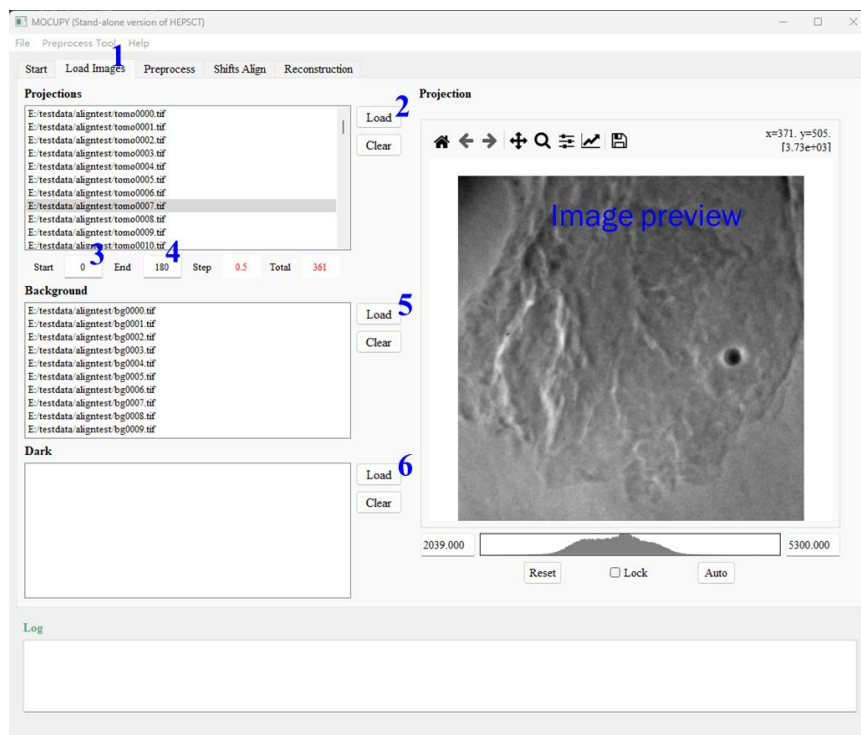 MOCUPY (Stand-alone version of HEPSCT)
File Preprocess Tool Help
1
Start Load Images Preprocess Shifts Align Reconstruction
Projections
E:/testdata/aligntest/tomo0000.tif
E:/testdata/aligntest/tomo0001.tif
E:/testdata/aligntest/tomo0002.tif
E:/testdata/aligntest/tomo0003.tif
E:/testdata/aligntest/tomo0004.tif
E:/testdata/aligntest/tomo0005.tif
E:/testdata/aligntest/tomo0006.tif
E:/testdata/aligntest/tomo0007.tif
E:/testdata/aligntest/tomo0008.tif
E:/testdata/aligntest/tomo0009.tif
E:/testdata/aligntest/tomo0010.tif
Load 2
Clear
3 4
Start 0 End 180 Step 0.5 Total 361
Background
E:/testdata/aligntest/bg0000.tif
E:/testdata/aligntest/bg0001.tif
E:/testdata/aligntest/bg0002.tif
E:/testdata/aligntest/bg0003.tif
E:/testdata/aligntest/bg0004.tif
E:/testdata/aligntest/bg0005.tif
E:/testdata/aligntest/bg0006.tif
E:/testdata/aligntest/bg0007.tif
E:/testdata/aligntest/bg0008.tif
E:/testdata/aligntest/bg0009.tif
Load 5
Clear
Dark
Load 6
Clear
Projection
x=371. y=505.
[3.73e+03]
Image preview
2039.000 5300.000
Reset Lock Auto
Log